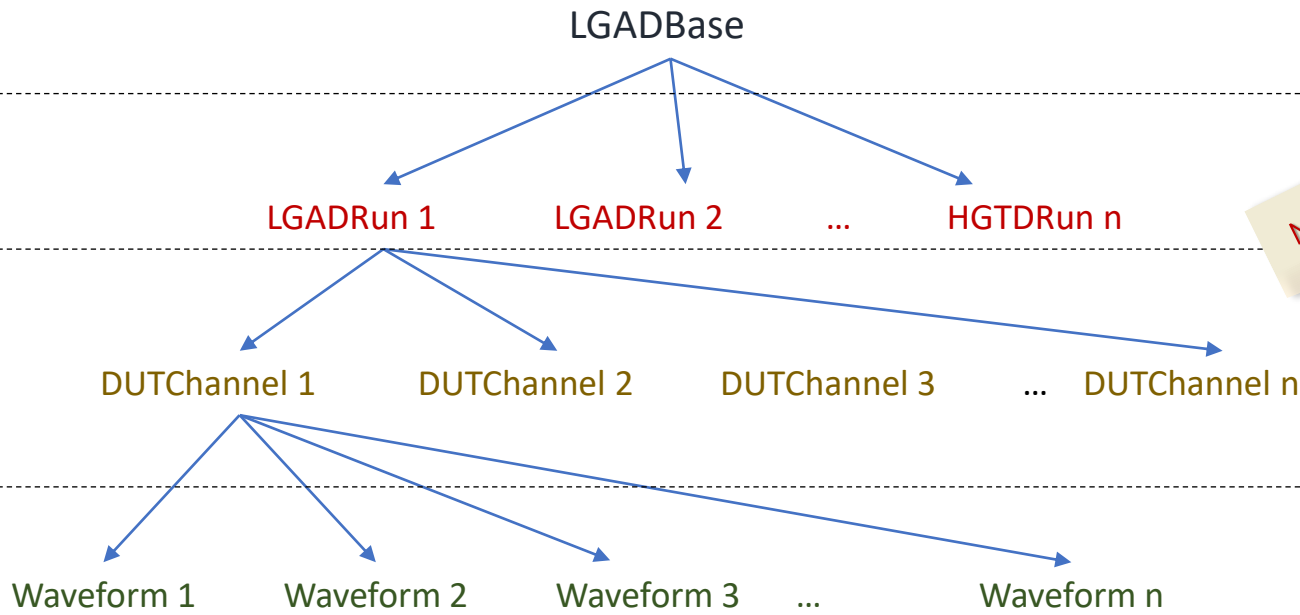 LGADBase
LGADRun 1 LGADRun 2 ... HGTDRun n
DUTChannel 1 DUTChannel 2 DUTChannel 3 ... DUTChannel n
Waveform 1 Waveform 2 Waveform 3 ... Waveform n